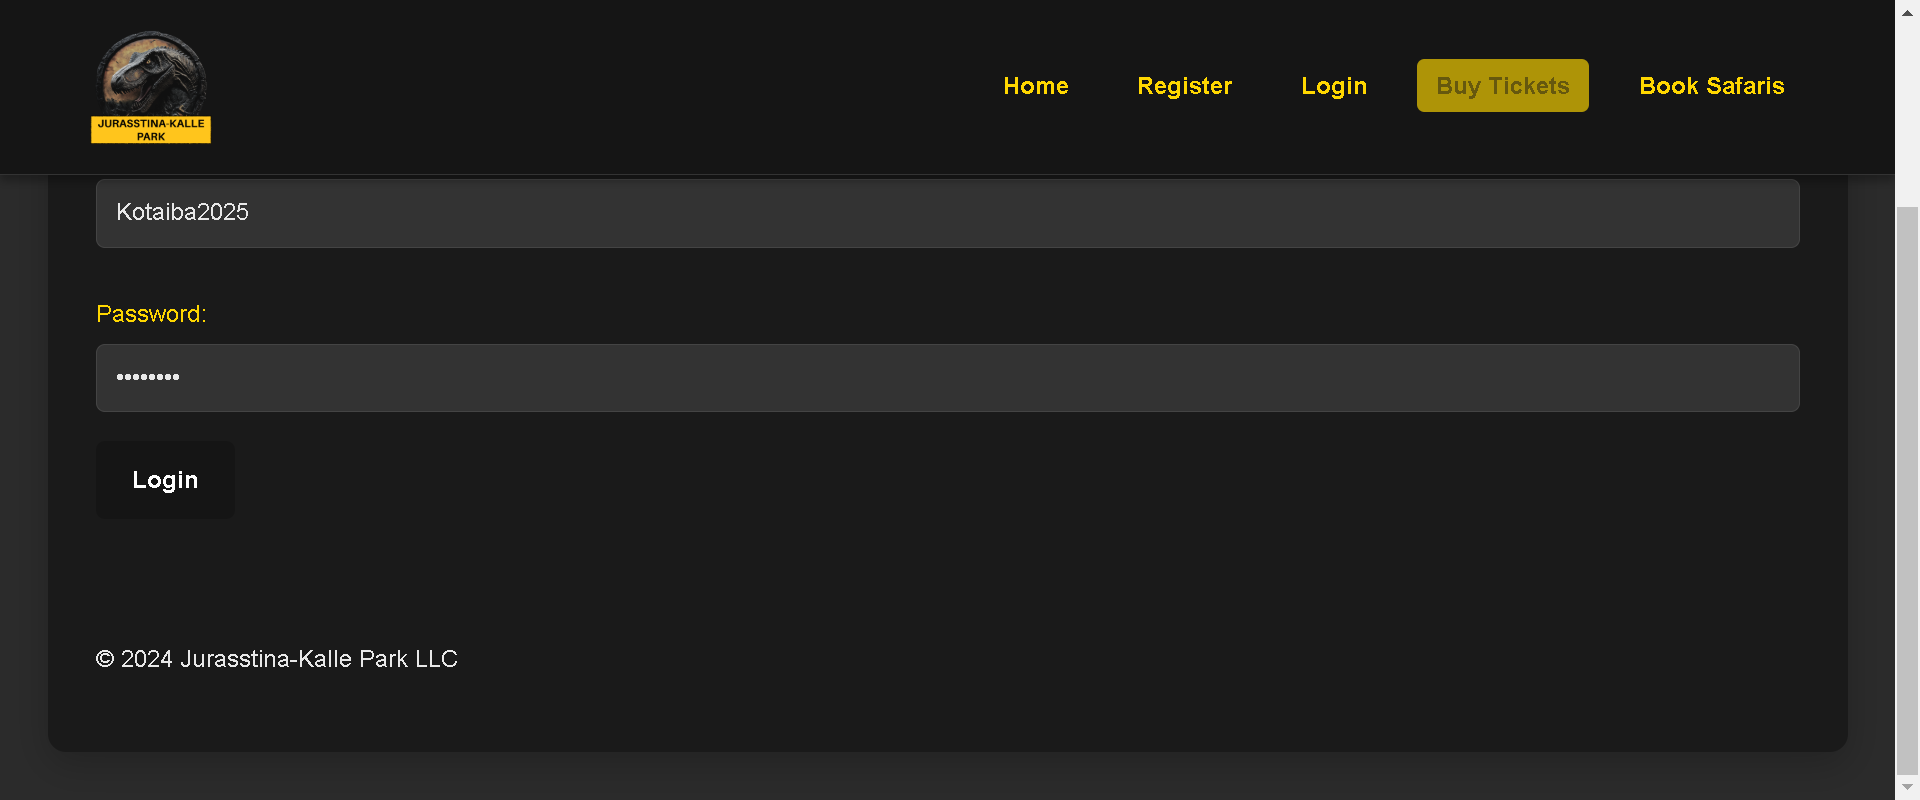 JURASSTINA-KALLE
PARK
Home
Register
Login
Buy Tickets
Book Safaris
Kotaiba2025
Password:
••••••••
Login
© 2024 Jurasstina-Kalle Park LLC